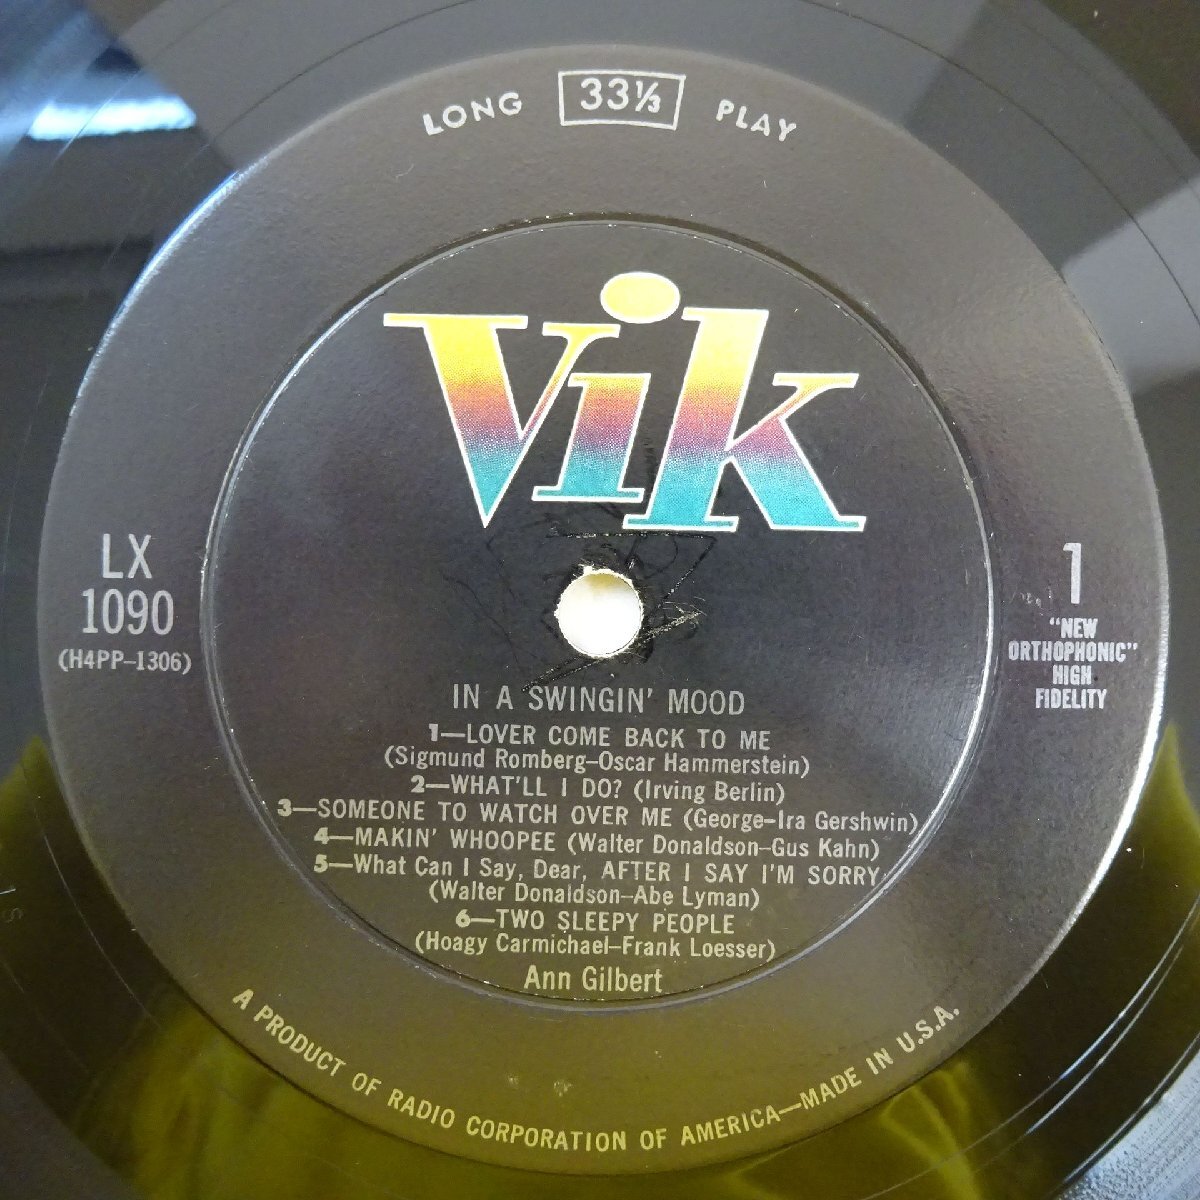 LONG 33⅓ PLAY
Vik
LX
1090
(H4PP-1306)
1
"NEW
ORTHOPHONIC"
HIGH
FIDELITY
IN A SWINGIN' MOOD
1—LOVER COME BACK TO ME
(Sigmund Romberg-Oscar Hammerstein)
2—WHAT'LL I DO? (Irving Berlin)
3—SOMEONE TO WATCH OVER ME (George-Ira Gershwin)
4—MAKIN' WHOOPEE (Walter Donaldson-Gus Kahn)
5—What Can I Say, Dear, AFTER I SAY I'M SORRY
(Walter Donaldson-Abe Lyman)
6—TWO SLEEPY PEOPLE
(Hoagy Carmichael-Frank Loesser)
Ann Gilbert
A PRODUCT OF RADIO CORPORATION OF AMERICA—MADE IN U.S.A.